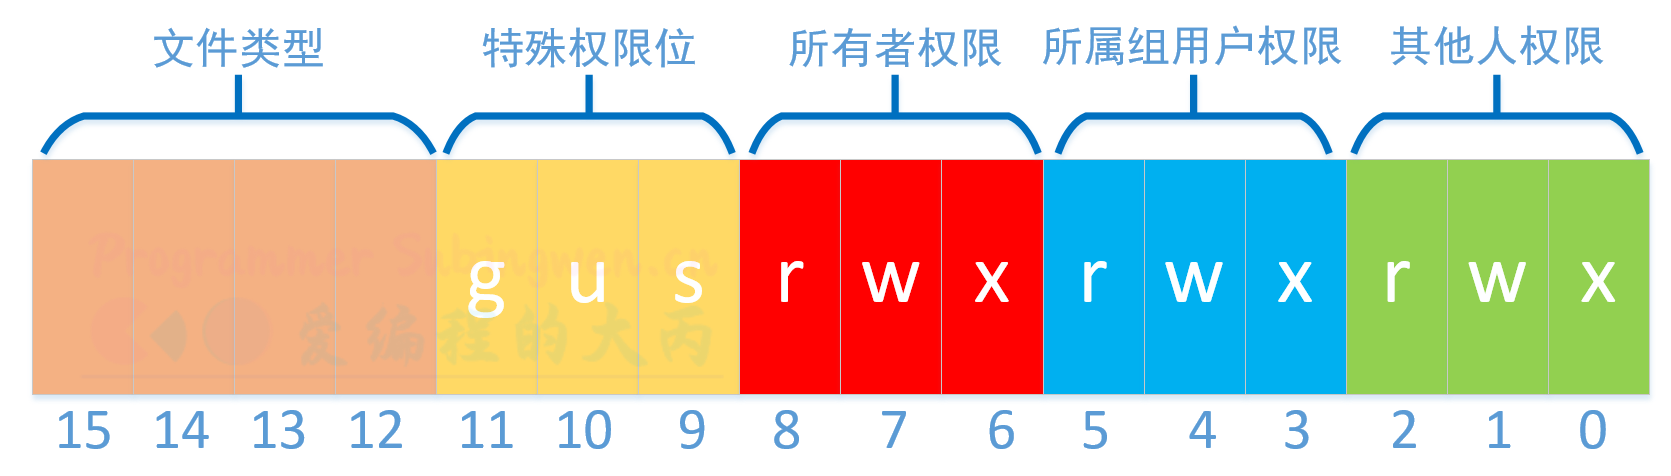 文件类型 特殊权限位 所有者权限 所属组用户权限 其他人权限
Programmer Subingwen.cn
g u s r w x r w x r w x
爱编程的大丙
15 14 13 12 11 10 9 8 7 6 5 4 3 2 1 0